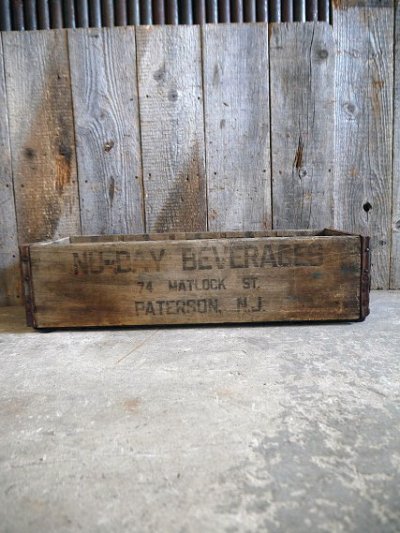 NU-DAY BEVERAGES
74 MATLOCK ST.
PATERSON, N.J.